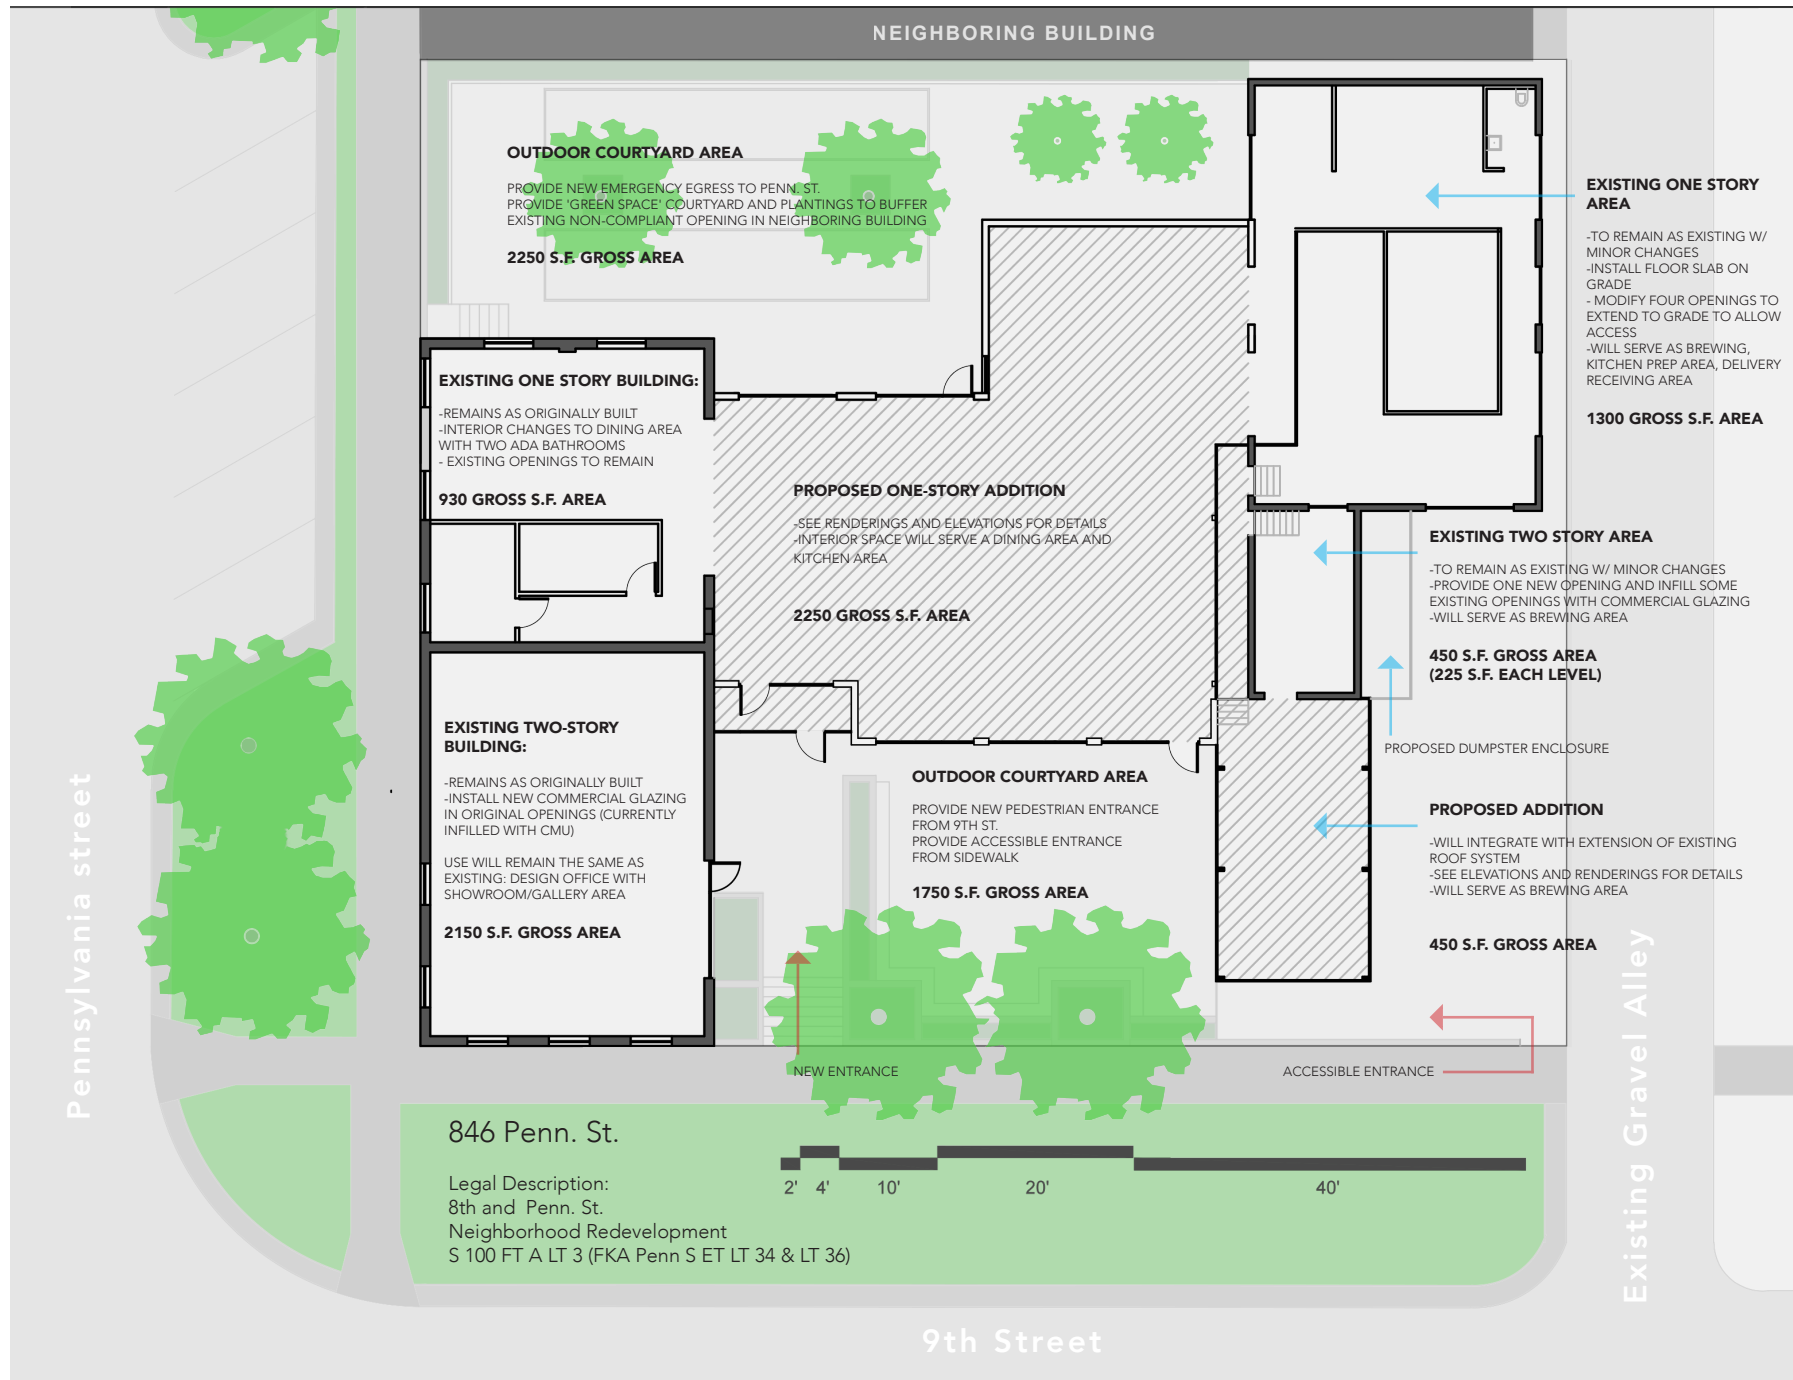 NEIGHBORING BUILDING
OUTDOOR COURTYARD AREA
PROVIDE NEW EMERGENCY EGRESS TO PENN. ST.
PROVIDE 'GREEN SPACE' COURTYARD AND PLANTINGS TO BUFFER
EXISTING NON-COMPLIANT OPENING IN NEIGHBORING BUILDING
2250 S.F. GROSS AREA
EXISTING ONE STORY
AREA
-TO REMAIN AS EXISTING W/
MINOR CHANGES
-INSTALL FLOOR SLAB ON
GRADE
- MODIFY FOUR OPENINGS TO
EXTEND TO GRADE TO ALLOW
ACCESS
-WILL SERVE AS BREWING,
KITCHEN PREP AREA, DELIVERY
RECEIVING AREA
1300 GROSS S.F. AREA
EXISTING ONE STORY BUILDING:
-REMAINS AS ORIGINALLY BUILT
-INTERIOR CHANGES TO DINING AREA
WITH TWO ADA BATHROOMS
- EXISTING OPENINGS TO REMAIN
930 GROSS S.F. AREA
PROPOSED ONE-STORY ADDITION
-SEE RENDERINGS AND ELEVATIONS FOR DETAILS
-INTERIOR SPACE WILL SERVE A DINING AREA AND
KITCHEN AREA
2250 GROSS S.F. AREA
EXISTING TWO STORY AREA
-TO REMAIN AS EXISTING W/ MINOR CHANGES
-PROVIDE ONE NEW OPENING AND INFILL SOME
EXISTING OPENINGS WITH COMMERCIAL GLAZING
-WILL SERVE AS BREWING AREA
450 S.F. GROSS AREA
(225 S.F. EACH LEVEL)
PROPOSED DUMPSTER ENCLOSURE
EXISTING TWO-STORY
BUILDING:
-REMAINS AS ORIGINALLY BUILT
-INSTALL NEW COMMERCIAL GLAZING
IN ORIGINAL OPENINGS (CURRENTLY
INFILLED WITH CMU)
USE WILL REMAIN THE SAME AS
EXISTING: DESIGN OFFICE WITH
SHOWROOM/GALLERY AREA
2150 S.F. GROSS AREA
OUTDOOR COURTYARD AREA
PROVIDE NEW PEDESTRIAN ENTRANCE
FROM 9TH ST.
PROVIDE ACCESSIBLE ENTRANCE
FROM SIDEWALK
1750 S.F. GROSS AREA
PROPOSED ADDITION
-WILL INTEGRATE WITH EXTENSION OF EXISTING
ROOF SYSTEM
-SEE ELEVATIONS AND RENDERINGS FOR DETAILS
-WILL SERVE AS BREWING AREA
450 S.F. GROSS AREA
NEW ENTRANCE
ACCESSIBLE ENTRANCE
Pennsylvania street
Existing Gravel Alley
846 Penn. St.
Legal Description:
8th and Penn. St.
Neighborhood Redevelopment
S 100 FT A LT 3 (FKA Penn S ET LT 34 & LT 36)
2' 4' 10' 20' 40'
9th Street